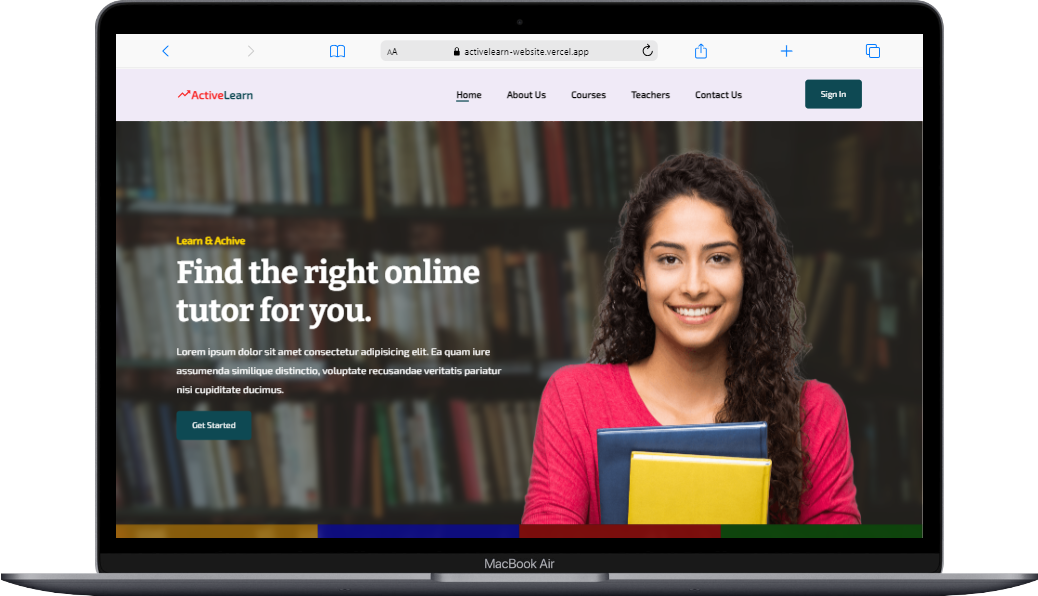 AA activelearn-website.vercel.app
ActiveLearn Home About Us Courses Teachers Contact Us Sign In
Learn & Achive
Find the right online
tutor for you.
Lorem ipsum dolor sit amet consectetur adipisicing elit. Ea quam iure
assumenda similique distinctio, voluptate recusandae veritatis pariatur
nisi cupiditate ducimus.
Get Started
MacBook Air